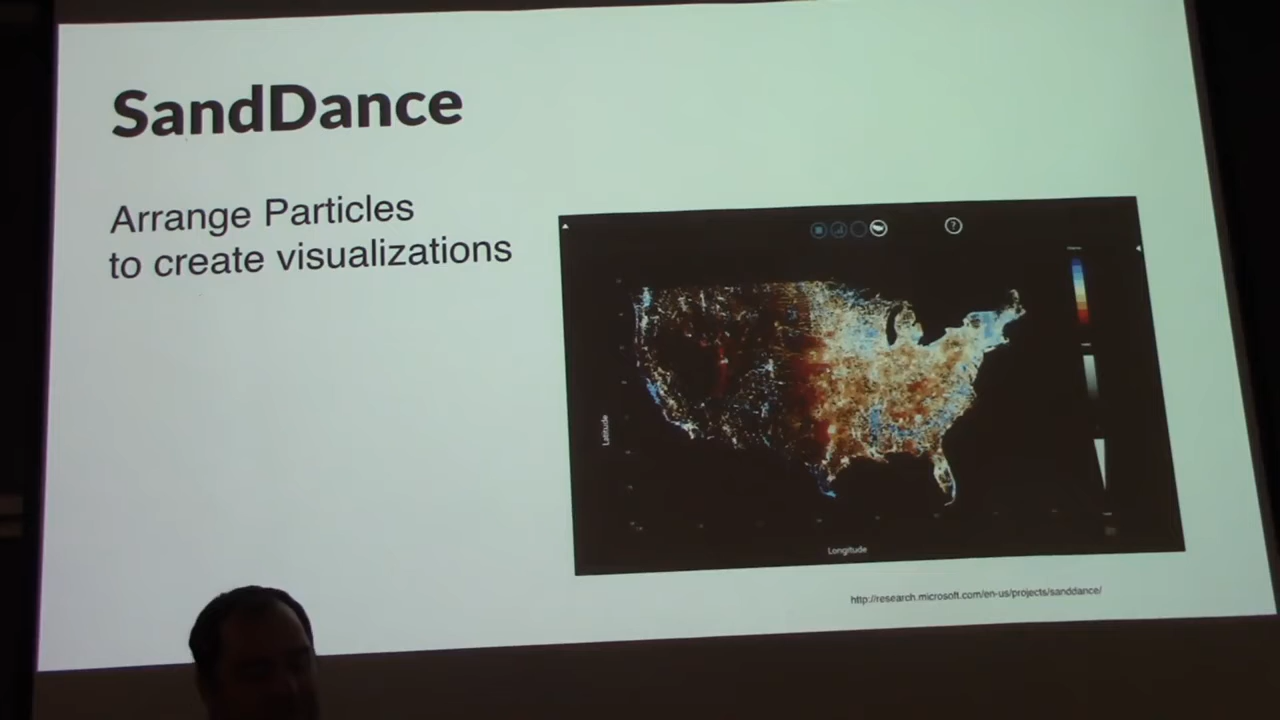 SandDance
Arrange Particles
to create visualizations
?
Latitude
Longitude
http://research.microsoft.com/en-us/projects/sanddance/